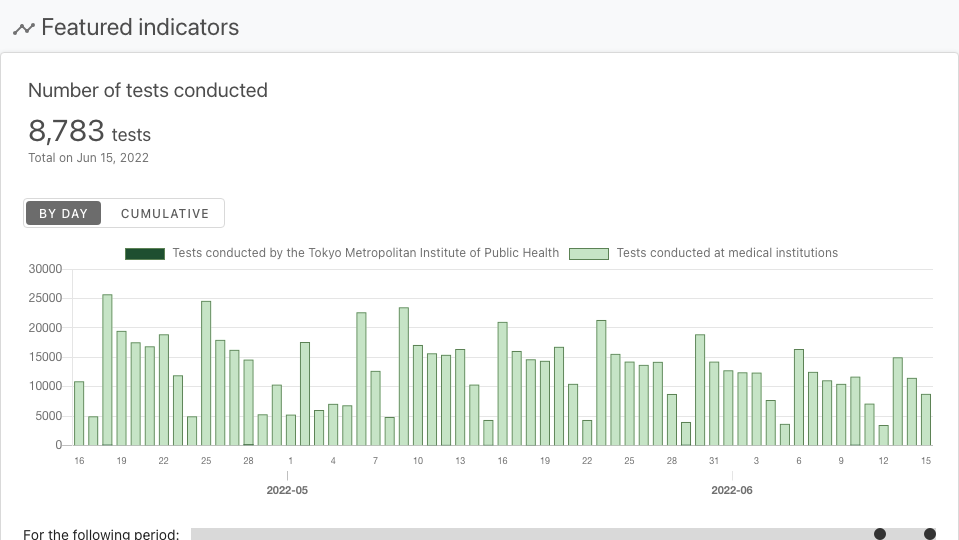 Featured indicators
Number of tests conducted
8,783 tests
Total on Jun 15, 2022
BY DAY CUMULATIVE
Tests conducted by the Tokyo Metropolitan Institute of Public Health Tests conducted at medical institutions
30000
25000
20000
15000
10000
5000
0
16 19 22 25 28 1 4 7 10 13 16 19 22 25 28 31 3 6 9 12 15
2022-05 2022-06
For the following period: